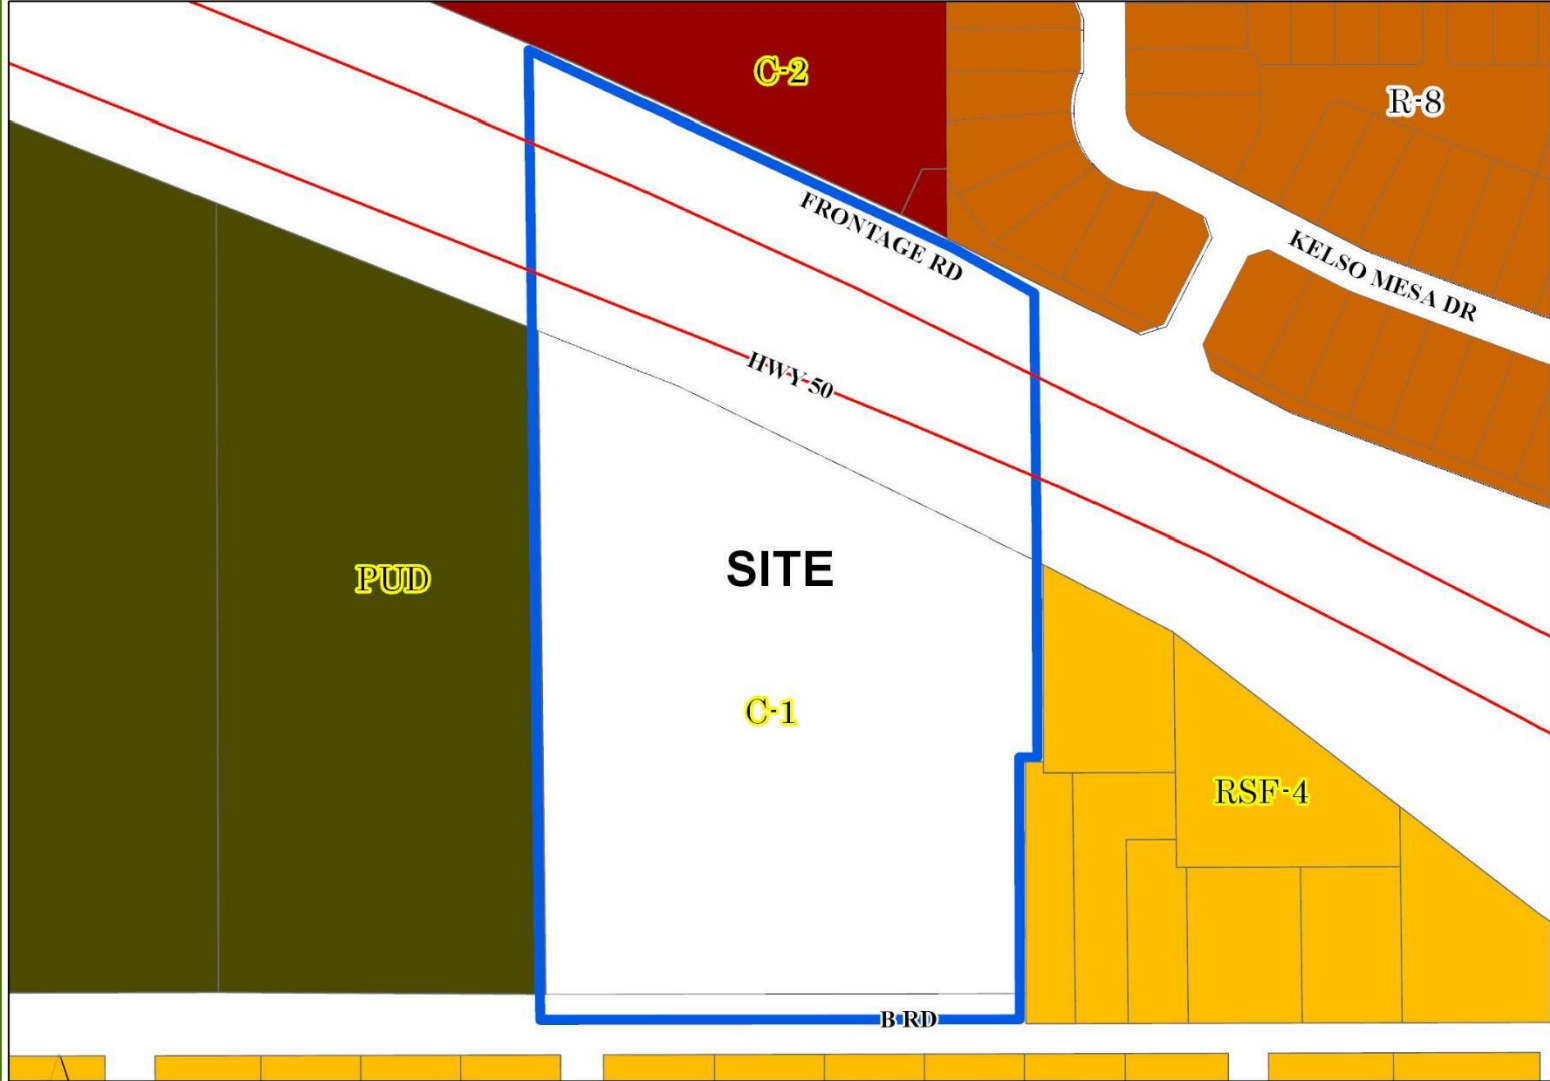 C-2
R-8
FRONTAGE RD
KELSO MESA DR
HWY 50
SITE
PUD
C-1
RSF-4
B RD